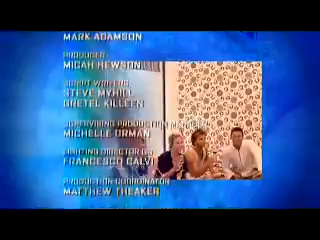 MARK ADAMSON
PRODUCER
MICAH HEWSON
SCRIPT WRITERS
STEVE MYHILL
GRETEL KILLEEN
SUPERVISING PRODUCTION MANAGER
MICHELLE ORMAN
LIGHTING DIRECTOR
FRANCESCO CALVI
PRODUCTION COORDINATOR
MATTHEW THEAKER